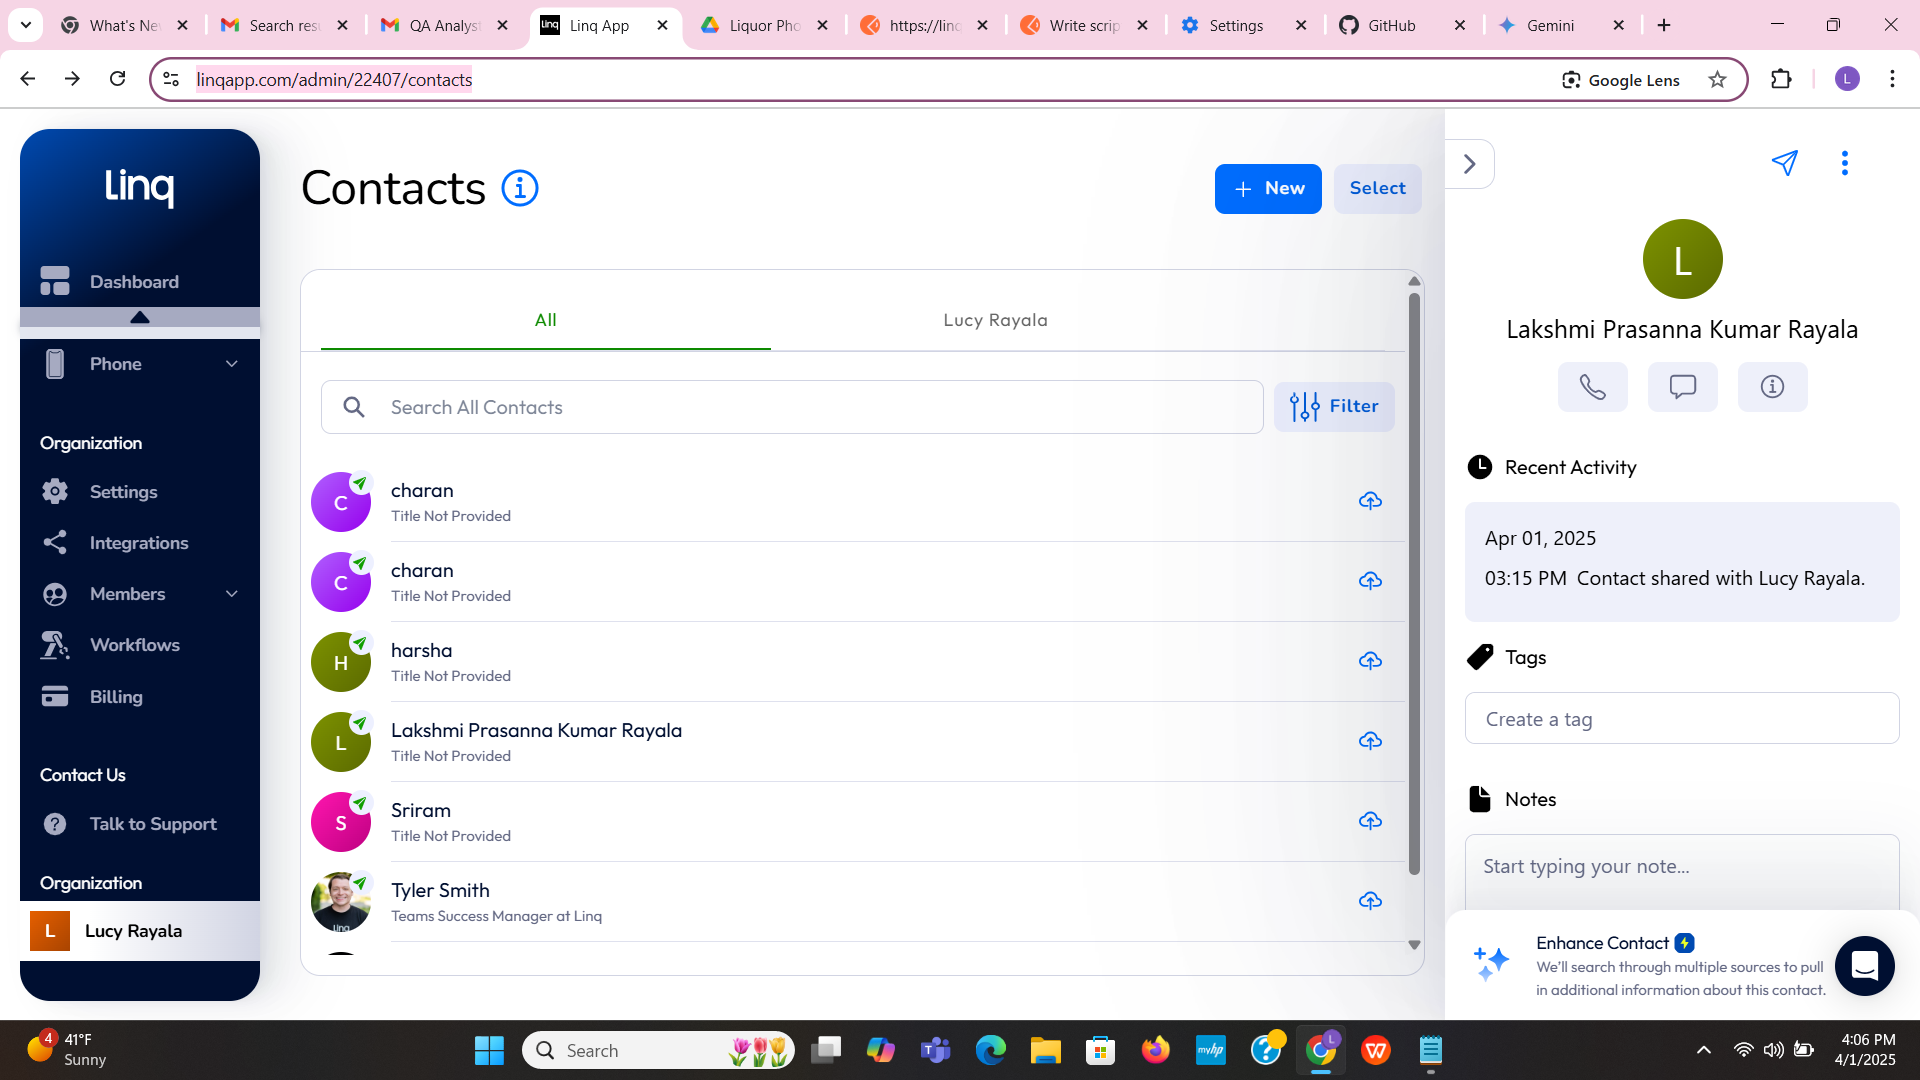 What's Ne
Search res
QA Analyst
Linq App
Liquor Pho
https://linq
Write scrip
Settings
GitHub
Gemini
linqapp.com/admin/22407/contacts
Google Lens
L
Linq
Dashboard
Phone
Organization
Settings
Integrations
Members
Workflows
Billing
Contact Us
Talk to Support
Organization
L
Lucy Rayala
Contacts
New
Select
All
Lucy Rayala
Search All Contacts
Filter
C
charan
Title Not Provided
C
charan
Title Not Provided
H
harsha
Title Not Provided
L
Lakshmi Prasanna Kumar Rayala
Title Not Provided
S
Sriram
Title Not Provided
Tyler Smith
Teams Success Manager at Linq
L
Lakshmi Prasanna Kumar Rayala
Recent Activity
Apr 01, 2025
03:15 PM Contact shared with Lucy Rayala.
Tags
Create a tag
Notes
Start typing your note...
Enhance Contact
We'll search through multiple sources to pull
in additional information about this contact.
4
41°F
Sunny
Search
4:06 PM
4/1/2025